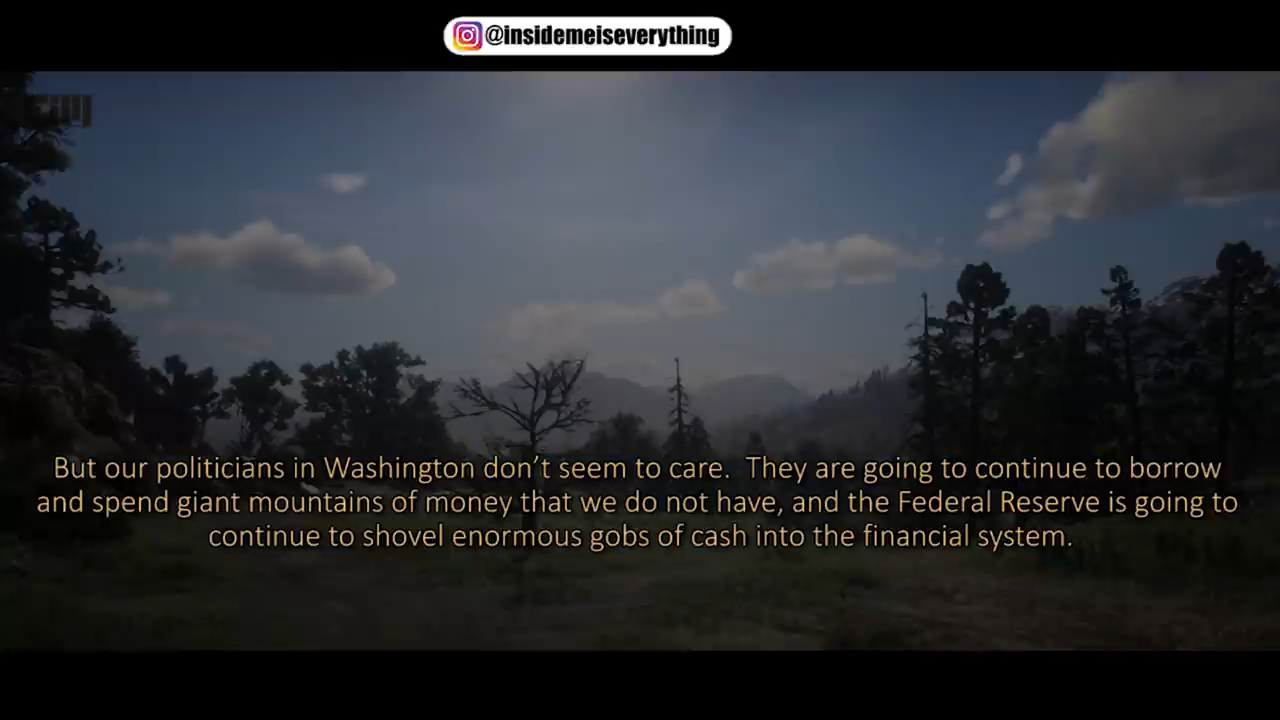 @insidemeiseverything
But our politicians in Washington don't seem to care.  They are going to continue to borrow
and spend giant mountains of money that we do not have, and the Federal Reserve is going to
continue to shovel enormous gobs of cash into the financial system.